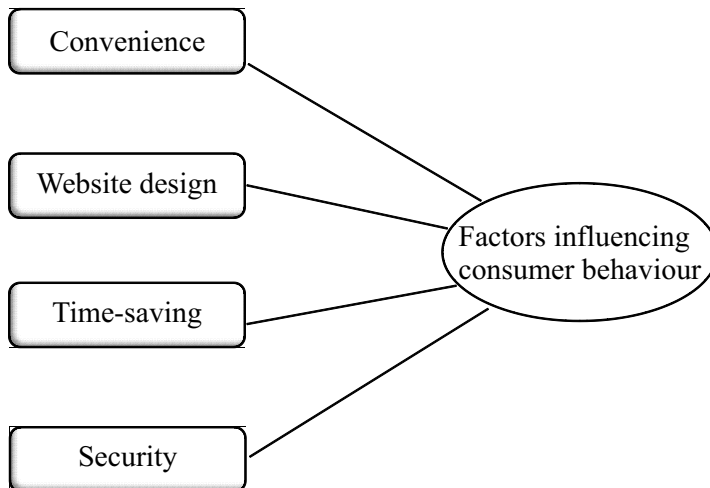 Convenience
Website design
Time-saving
Security
Factors influencing
consumer behaviour